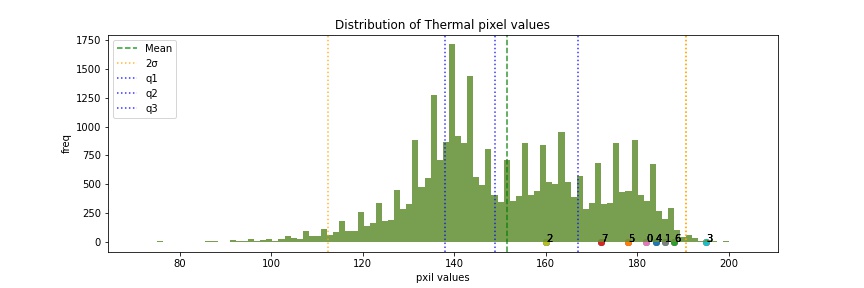 Distribution of Thermal pixel values
1750
1500
1250
1000
750
500
250
0
freq
Mean
2σ
q1
q2
q3
2 7 5 0 4 1 6 3
80 100 120 140 160 180 200
pxil values